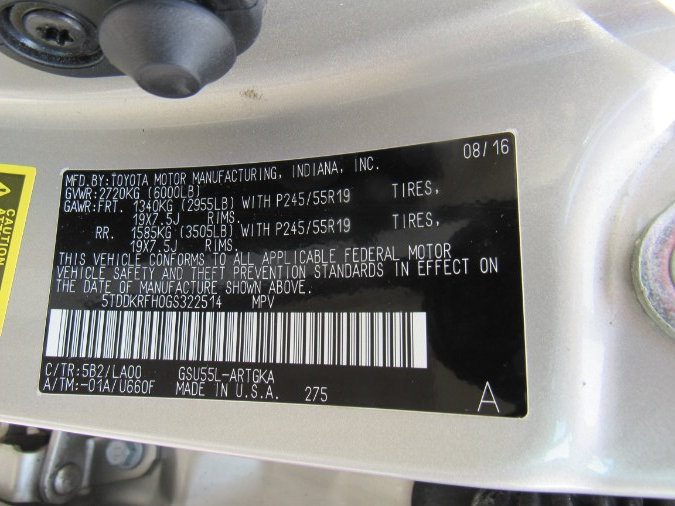 CAUTION
08/16
MFD.BY:TOYOTA MOTOR MANUFACTURING, INDIANA, INC.
GVWR:2720KG (6000LB)
GAWR:FRT. 1340KG (2955LB) WITH P245/55R19 TIRES,
19X7.5J RIMS.
RR. 1585KG (3505LB) WITH P245/55R19 TIRES,
19X7.5J RIMS.
THIS VEHICLE CONFORMS TO ALL APPLICABLE FEDERAL MOTOR
VEHICLE SAFETY AND THEFT PREVENTION STANDARDS IN EFFECT ON
THE DATE OF MANUFACTURE SHOWN ABOVE.
5TDDKRFH0GS322514 MPV
C/TR:5B2/LA00 GSU55L-ARTGKA
A/TM:-01A/U660F MADE IN U.S.A. 275
A